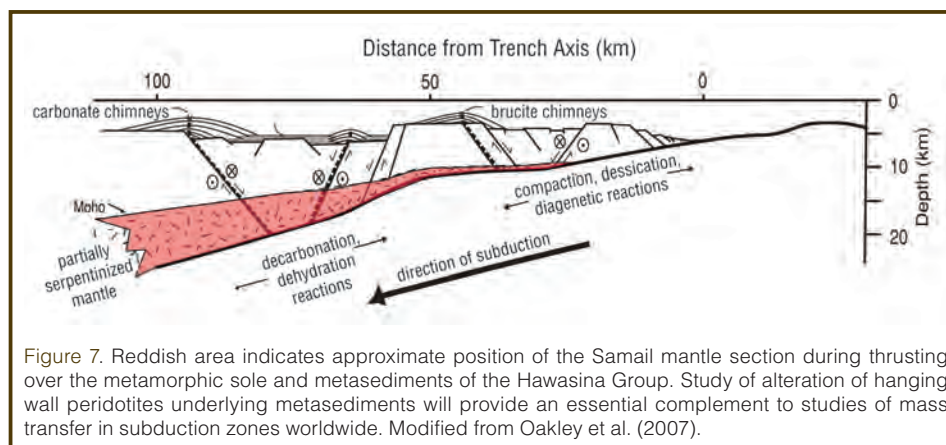 Distance from Trench Axis (km)
100 50 0
carbonate chimneys
brucite chimneys
0
10
20
Depth (km)
Moho
partially
serpentinized
mantle
decarbonation,
dehydration
reactions
compaction, dessication,
diagenetic reactions
direction of subduction
Figure 7. Reddish area indicates approximate position of the Samail mantle section during thrusting
over the metamorphic sole and metasediments of the Hawasina Group. Study of alteration of hanging
wall peridotites underlying metasediments will provide an essential complement to studies of mass
transfer in subduction zones worldwide. Modified from Oakley et al. (2007).